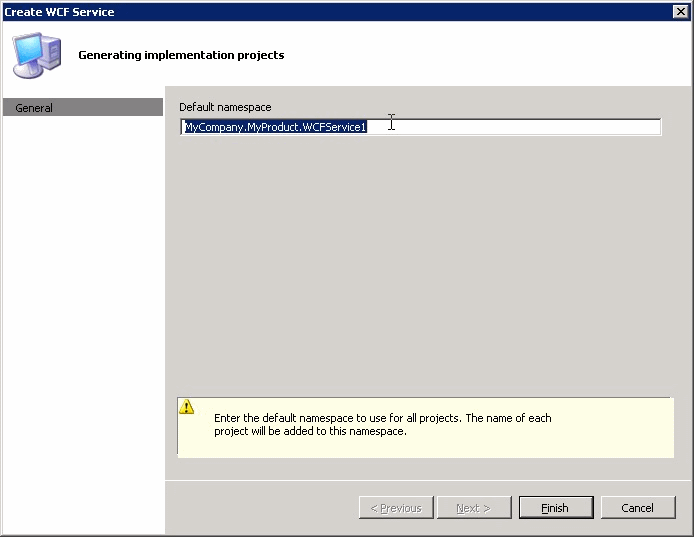 Create WCF Service
Generating implementation projects
General
Default namespace
MyCompany.MyProduct.WCFService1
Enter the default namespace to use for all projects. The name of each
project will be added to this namespace.
< Previous
Next >
Finish
Cancel